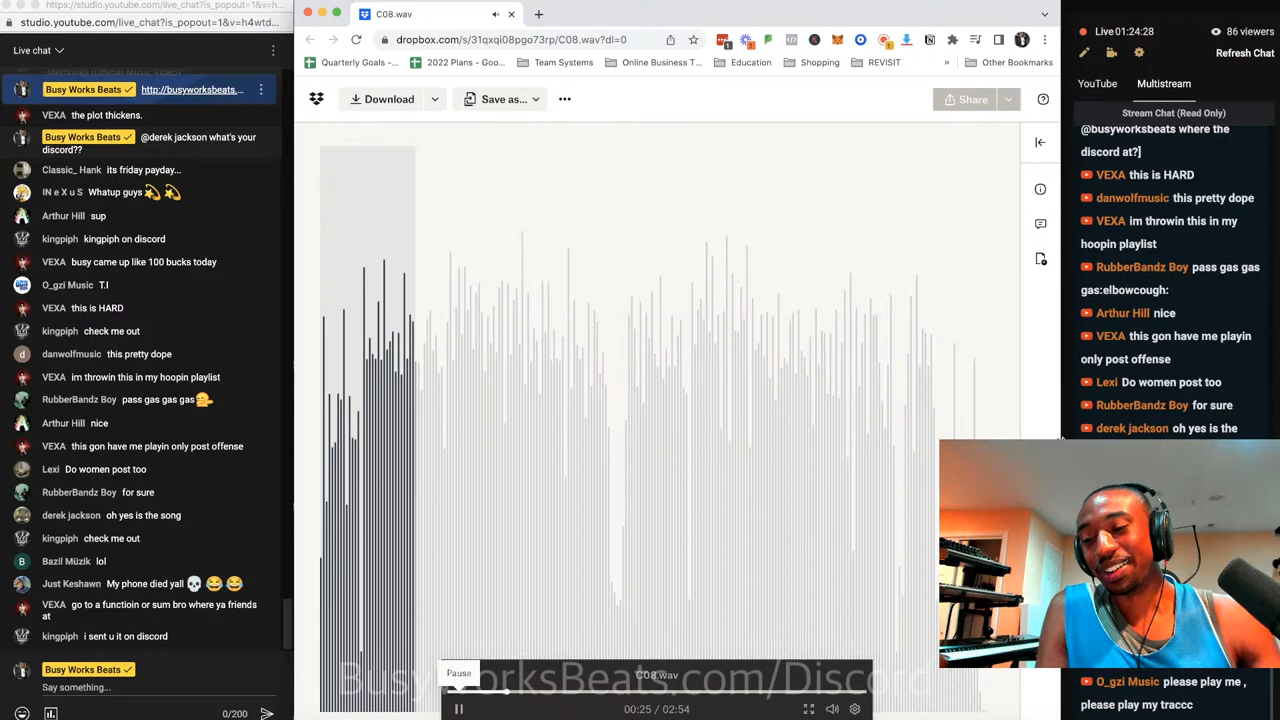 studio.youtube.com/live_chat?is_popout=1&v=h4wtd...
studio.youtube.com/live_chat?is_popout=1&v=h...
Live chat
Busy Works Beats http://busyworksbeats....
VEXA the plot thickens.
Busy Works Beats @derek jackson what's your
discord??
Classic_ Hank its friday payday...
IN e X u S Whatup guys💫 💫
Arthur Hill sup
kingpiph kingpiph on discord
VEXA busy came up like 100 bucks today
O_gzi Music T.I
VEXA this is HARD
kingpiph check me out
danwolfmusic this pretty dope
VEXA im throwin this in my hoopin playlist
RubberBandz Boy pass gas gas gas
Arthur Hill nice
VEXA this gon have me playin only post offense
Lexi Do women post too
RubberBandz Boy for sure
derek jackson oh yes is the song
kingpiph check me out
Bazil Müzik lol
Just Keshawn My phone died yall💀 😂 😂
VEXA go to a functioin or sum bro where ya friends
at
kingpiph i sent u it on discord
Busy Works Beats
Say something...
0/200
C08.wav
dropbox.com/s/31qxqi08pgo73rp/C08.wav?dl=0
Quarterly Goals –...
2022 Plans – Goo...
Team Systems
Online Business T...
Education
Shopping
REVISIT
»
Other Bookmarks
Download
Save as...
Share
Pause
C08.wav
BusyWorksBeats.com/Discord
00:25 / 02:54
Live 01:24:28
86 viewers
Refresh Chat
YouTube
Multistream
Stream Chat (Read Only)
@busyworksbeats where the
discord at?]
VEXA this is HARD
danwolfmusic this pretty dope
VEXA im throwin this in my
hoopin playlist
RubberBandz Boy pass gas gas
gas:elbowcough:
Arthur Hill nice
VEXA this gon have me playin
only post offense
Lexi Do women post too
RubberBandz Boy for sure
derek jackson oh yes is the
O_gzi Music please play me ,
please play my traccc